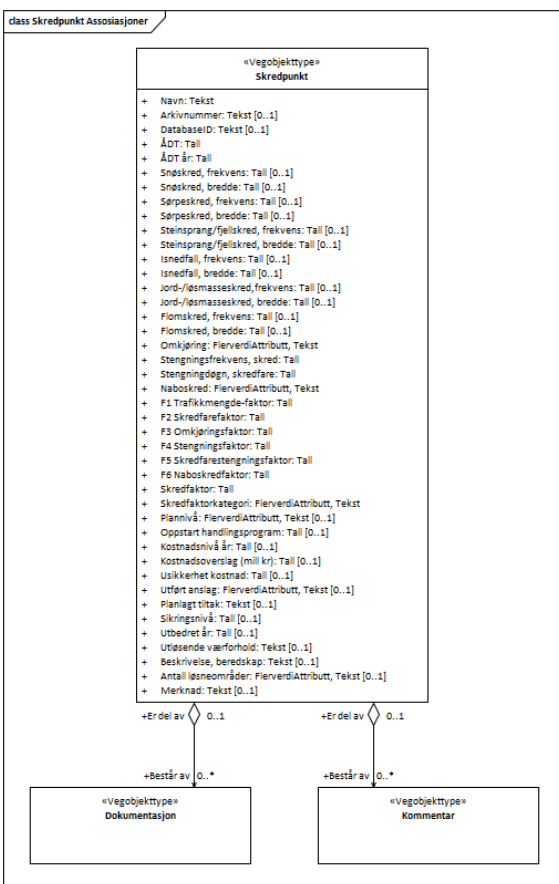 class Skredpunkt Assosiasjoner
«Vegobjekttype»
Skredpunkt
+ Navn: Tekst
+ Arkivnummer: Tekst [0..1]
+ DatabaseID: Tekst [0..1]
+ ÅDT: Tall
+ ÅDT år: Tall
+ Snøskred, frekvens: Tall [0..1]
+ Snøskred, bredde: Tall [0..1]
+ Sørpeskred, frekvens: Tall [0..1]
+ Sørpeskred, bredde: Tall [0..1]
+ Steinsprang/fjellskred, frekvens: Tall [0..1]
+ Steinsprang/fjellskred, bredde: Tall [0..1]
+ Isnedfall, frekvens: Tall [0..1]
+ Isnedfall, bredde: Tall [0..1]
+ Jord-/løsmasseskred,frekvens: Tall [0..1]
+ Jord-/løsmasseskred, bredde: Tall [0..1]
+ Flomskred, frekvens: Tall [0..1]
+ Flomskred, bredde: Tall [0..1]
+ Omkjøring: FlerverdiAttributt, Tekst
+ Stengningsfrekvens, skred: Tall
+ Stengningdøgn, skredfare: Tall
+ Naboskred: FlerverdiAttributt, Tekst
+ F1 Trafikkmengde-faktor: Tall
+ F2 Skredfarefaktor: Tall
+ F3 Omkjøringsfaktor: Tall
+ F4 Stengningsfaktor: Tall
+ F5 Skredfarestengningsfaktor: Tall
+ F6 Naboskredfaktor: Tall
+ Skredfaktor: Tall
+ Skredfaktorkategori: FlerverdiAttributt, Tekst
+ Plannivå: FlerverdiAttributt, Tekst [0..1]
+ Oppstart handlingsprogram: Tall [0..1]
+ Kostnadsnivå år: Tall [0..1]
+ Kostnadsoverslag (mill kr): Tall [0..1]
+ Usikkerhet kostnad: Tall [0..1]
+ Utført anslag: FlerverdiAttributt, Tekst [0..1]
+ Planlagt tiltak: Tekst [0..1]
+ Sikringsnivå: Tall [0..1]
+ Utbedret år: Tall [0..1]
+ Utløsende værforhold: Tekst [0..1]
+ Beskrivelse, beredskap: Tekst [0..1]
+ Antall løsneområder: FlerverdiAttributt, Tekst [0..1]
+ Merknad: Tekst [0..1]
+Er del av 0..1 +Er del av 0..1
+Består av 0..* +Består av 0..*
«Vegobjekttype»
Dokumentasjon
«Vegobjekttype»
Kommentar